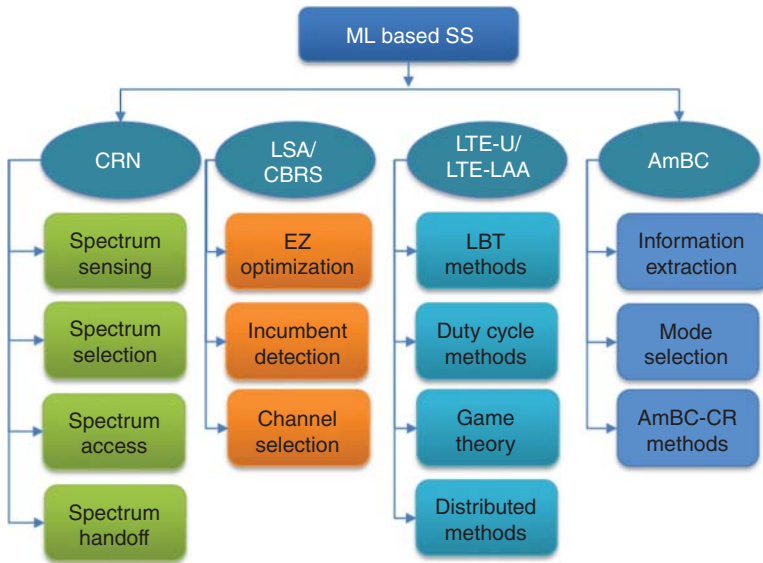 ML based SS
CRN
LSA/
CBRS
LTE-U/
LTE-LAA
AmBC
Spectrum
sensing
Spectrum
selection
Spectrum
access
Spectrum
handoff
EZ
optimization
Incumbent
detection
Channel
selection
LBT
methods
Duty cycle
methods
Game
theory
Distributed
methods
Information
extraction
Mode
selection
AmBC-CR
methods